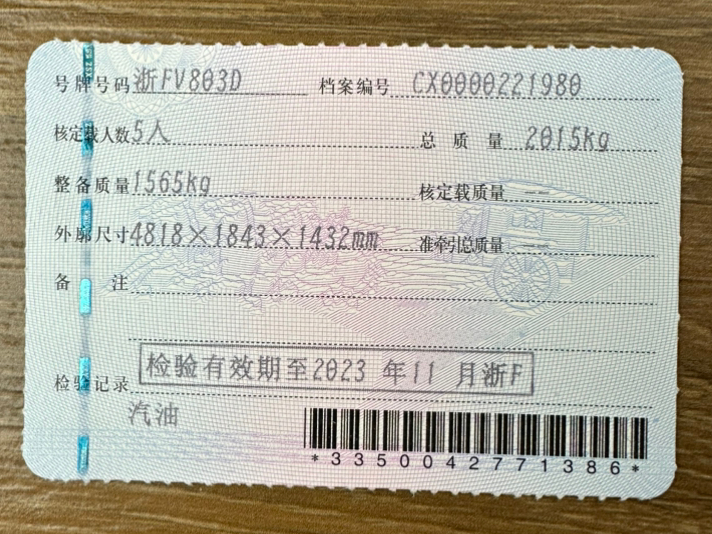 号牌号码 浙FV803D 档案编号 CX0000221980
核定载人数 5人 总质量 2015kg
整备质量 1565kg 核定载质量 --
外廓尺寸 4818×1843×1432mm 准牵引总质量 --
备注
检验记录 检验有效期至2023年11月浙F
汽油
*3350042771386*